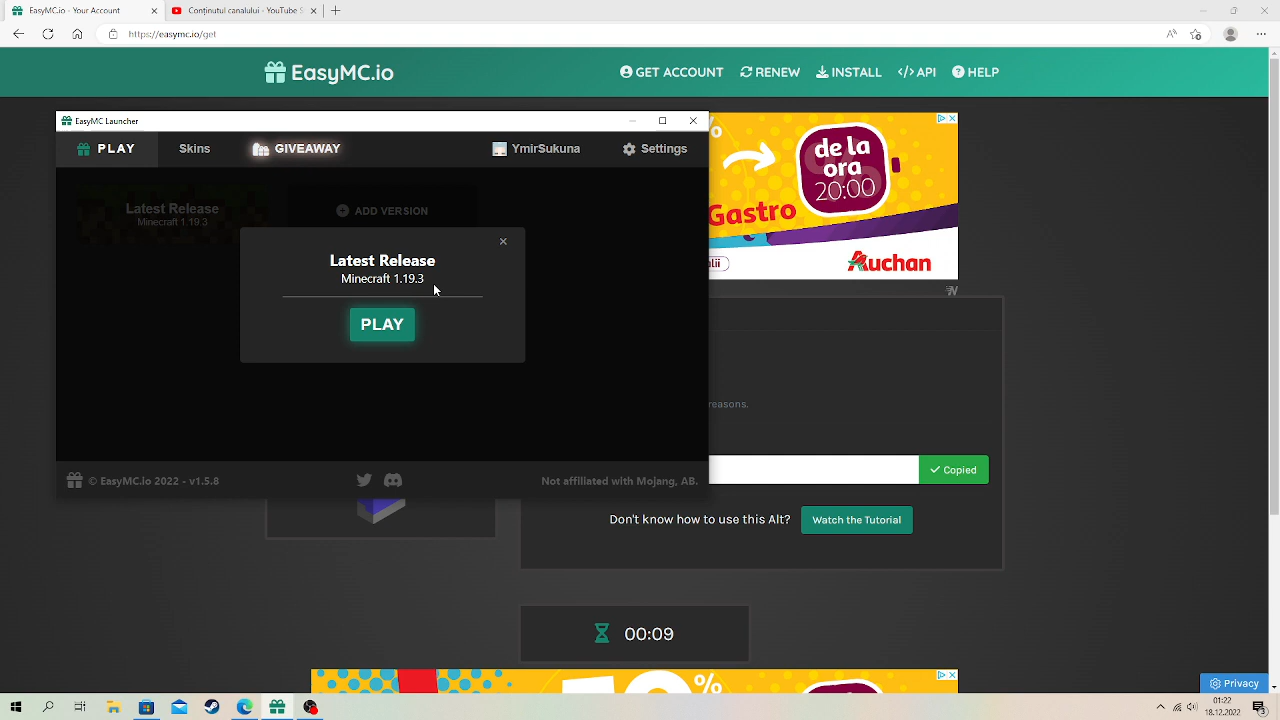 EasyMC.io - Your Account
Conținutul canalului - YouTube S
https://easymc.io/get
EasyMC.io
GET ACCOUNT
RENEW
INSTALL
</> API
HELP
EasyMC Launcher
PLAY
Skins
GIVEAWAY
YmirSukuna
Settings
Latest Release
Minecraft 1.19.3
ADD VERSION
Latest Release
Minecraft 1.19.3
PLAY
© EasyMC.io 2022 - v1.5.8
Not affiliated with Mojang, AB.
%
de la
ora
20:00
Gastro
Auchan
reasons.
Copied
Don't know how to use this Alt?
Watch the Tutorial
00:09
%
Privacy
01:22
18.12.2022